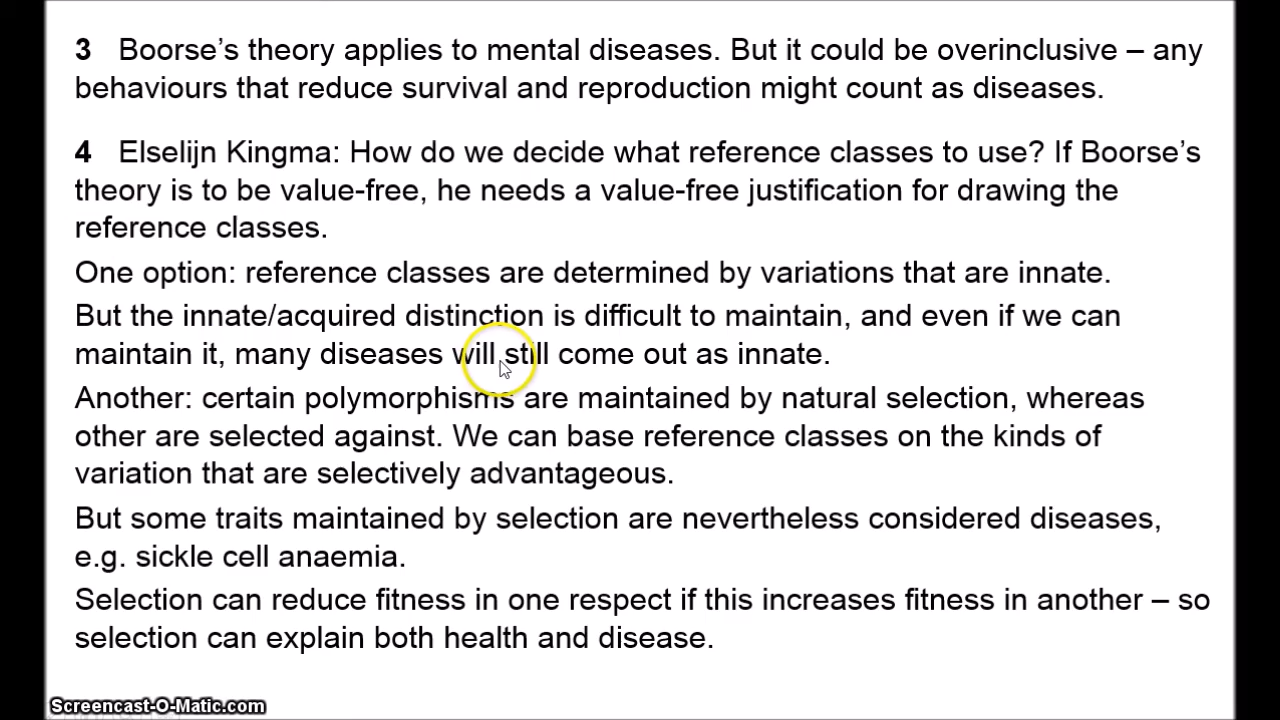 3 Boorse's theory applies to mental diseases. But it could be overinclusive – any
behaviours that reduce survival and reproduction might count as diseases.
4 Elselijn Kingma: How do we decide what reference classes to use? If Boorse's
theory is to be value-free, he needs a value-free justification for drawing the
reference classes.
One option: reference classes are determined by variations that are innate.
But the innate/acquired distinction is difficult to maintain, and even if we can
maintain it, many diseases will still come out as innate.
Another: certain polymorphisms are maintained by natural selection, whereas
other are selected against. We can base reference classes on the kinds of
variation that are selectively advantageous.
But some traits maintained by selection are nevertheless considered diseases,
e.g. sickle cell anaemia.
Selection can reduce fitness in one respect if this increases fitness in another – so
selection can explain both health and disease.
Screencast-O-Matic.com